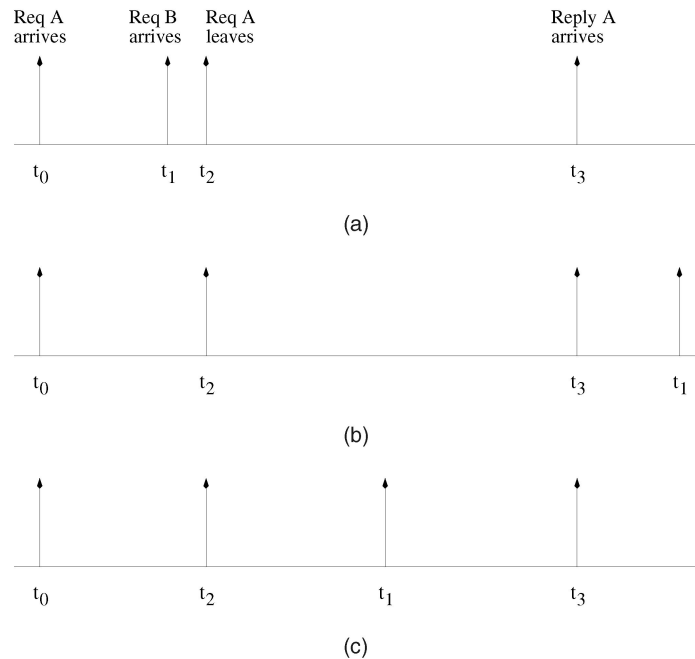 Req A Req B Req A Reply A
arrives arrives leaves arrives
t0 t1 t2 t3
(a)
t0 t2 t3 t1
(b)
t0 t2 t1 t3
(c)